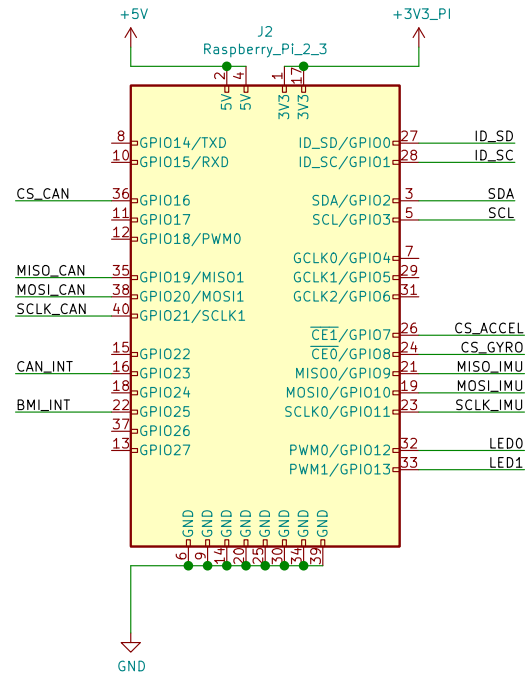 +5V
+3V3_PI
J2
Raspberry_Pi_2_3
2 4 1 17
5V 5V 3V3 3V3
8 GPIO14/TXD ID_SD/GPIO0 27 ID_SD
10 GPIO15/RXD ID_SC/GPIO1 28 ID_SC
CS_CAN 36 GPIO16 SDA/GPIO2 3 SDA
11 GPIO17 SCL/GPIO3 5 SCL
12 GPIO18/PWM0
GCLK0/GPIO4 7
MISO_CAN 35 GPIO19/MISO1 GCLK1/GPIO5 29
MOSI_CAN 38 GPIO20/MOSI1 GCLK2/GPIO6 31
SCLK_CAN 40 GPIO21/SCLK1
CE1/GPIO7 26 CS_ACCEL
15 GPIO22 CE0/GPIO8 24 CS_GYRO
CAN_INT 16 GPIO23 MISO0/GPIO9 21 MISO_IMU
18 GPIO24 MOSI0/GPIO10 19 MOSI_IMU
BMI_INT 22 GPIO25 SCLK0/GPIO11 23 SCLK_IMU
37 GPIO26
13 GPIO27 PWM0/GPIO12 32 LED0
PWM1/GPIO13 33 LED1
GND GND GND GND GND GND GND GND
6 9 14 20 25 30 34 39
GND